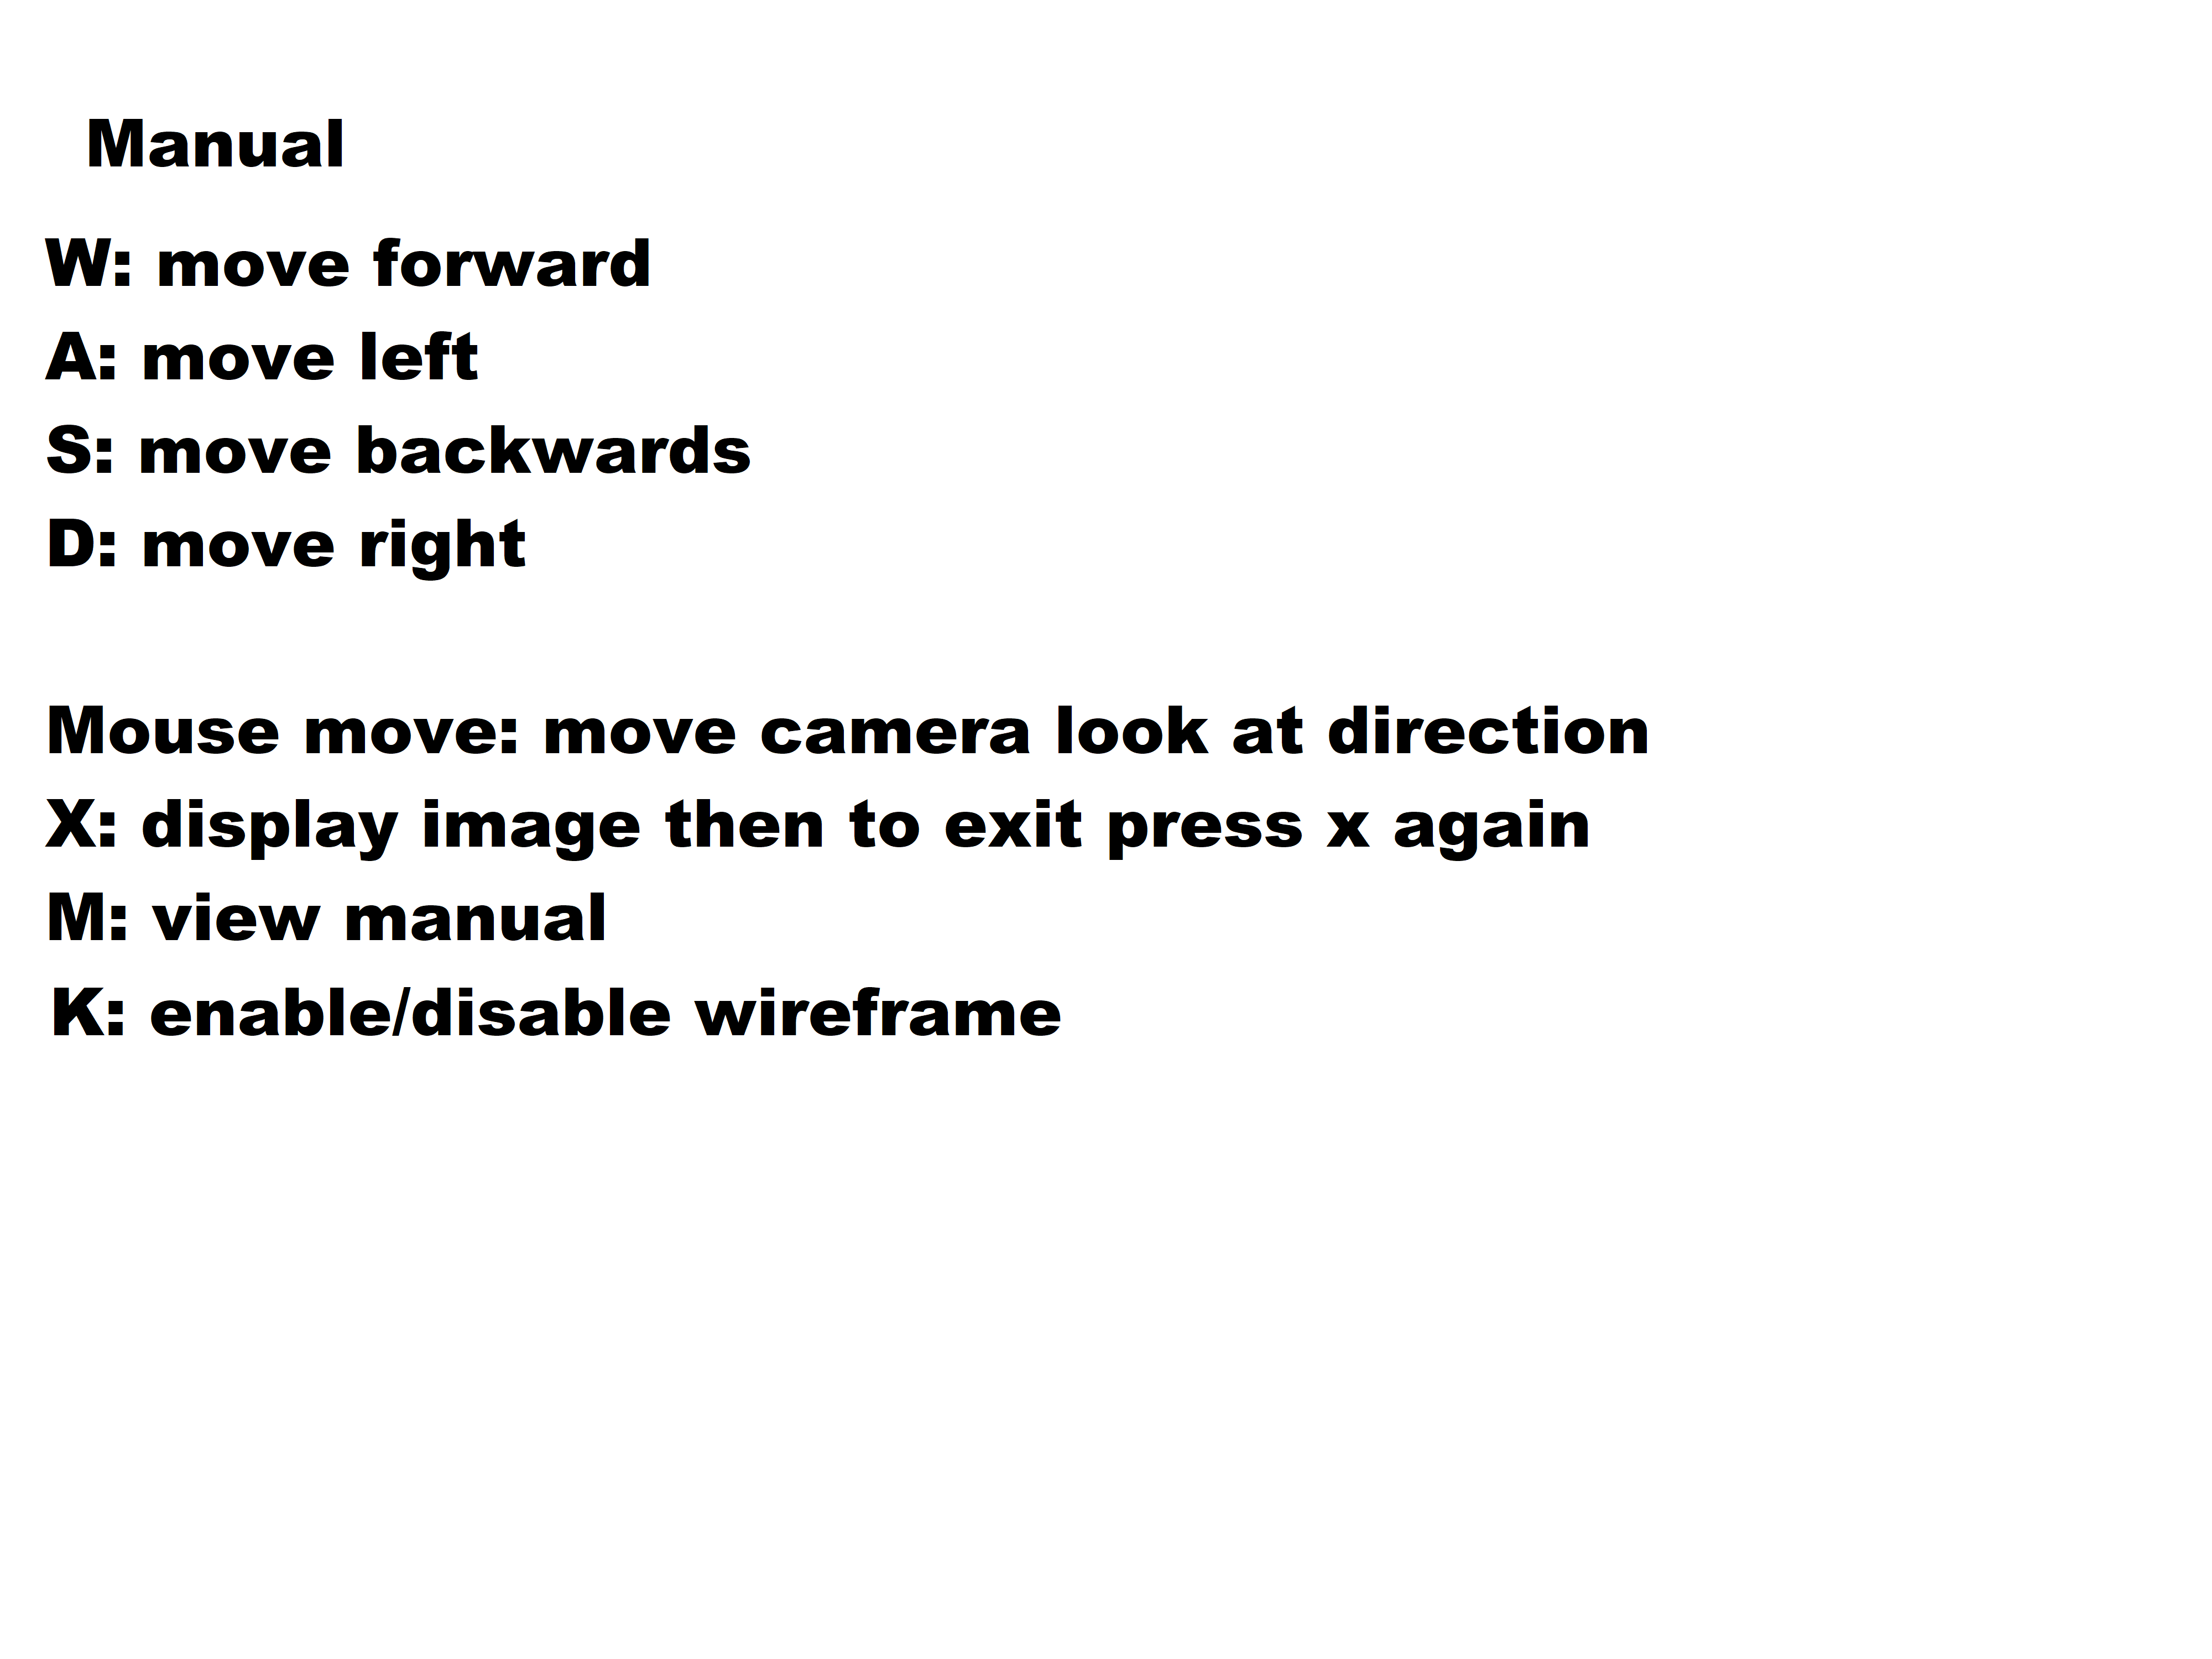 Manual
W: move forward
A: move left
S: move backwards
D: move right
Mouse move: move camera look at direction
X: display image then to exit press x again
M: view manual
K: enable/disable wireframe